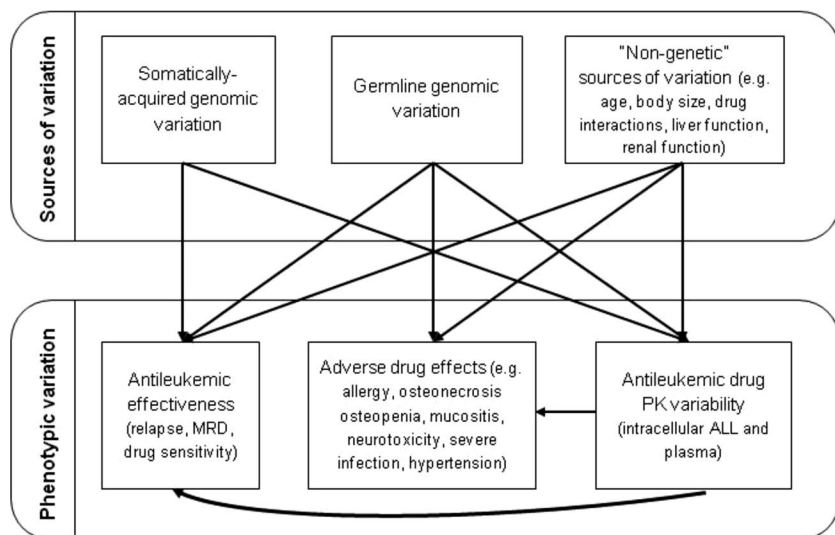 Sources of variation
Somatically-
acquired genomic
variation
Germline genomic
variation
"Non-genetic"
sources of variation (e.g.
age, body size, drug
interactions, liver function,
renal function)
Phenotypic variation
Antileukemic
effectiveness
(relapse, MRD,
drug sensitivity)
Adverse drug effects (e.g.
allergy, osteonecrosis
osteopenia, mucositis,
neurotoxicity, severe
infection, hypertension)
Antileukemic drug
PK variability
(intracellular ALL and
plasma)